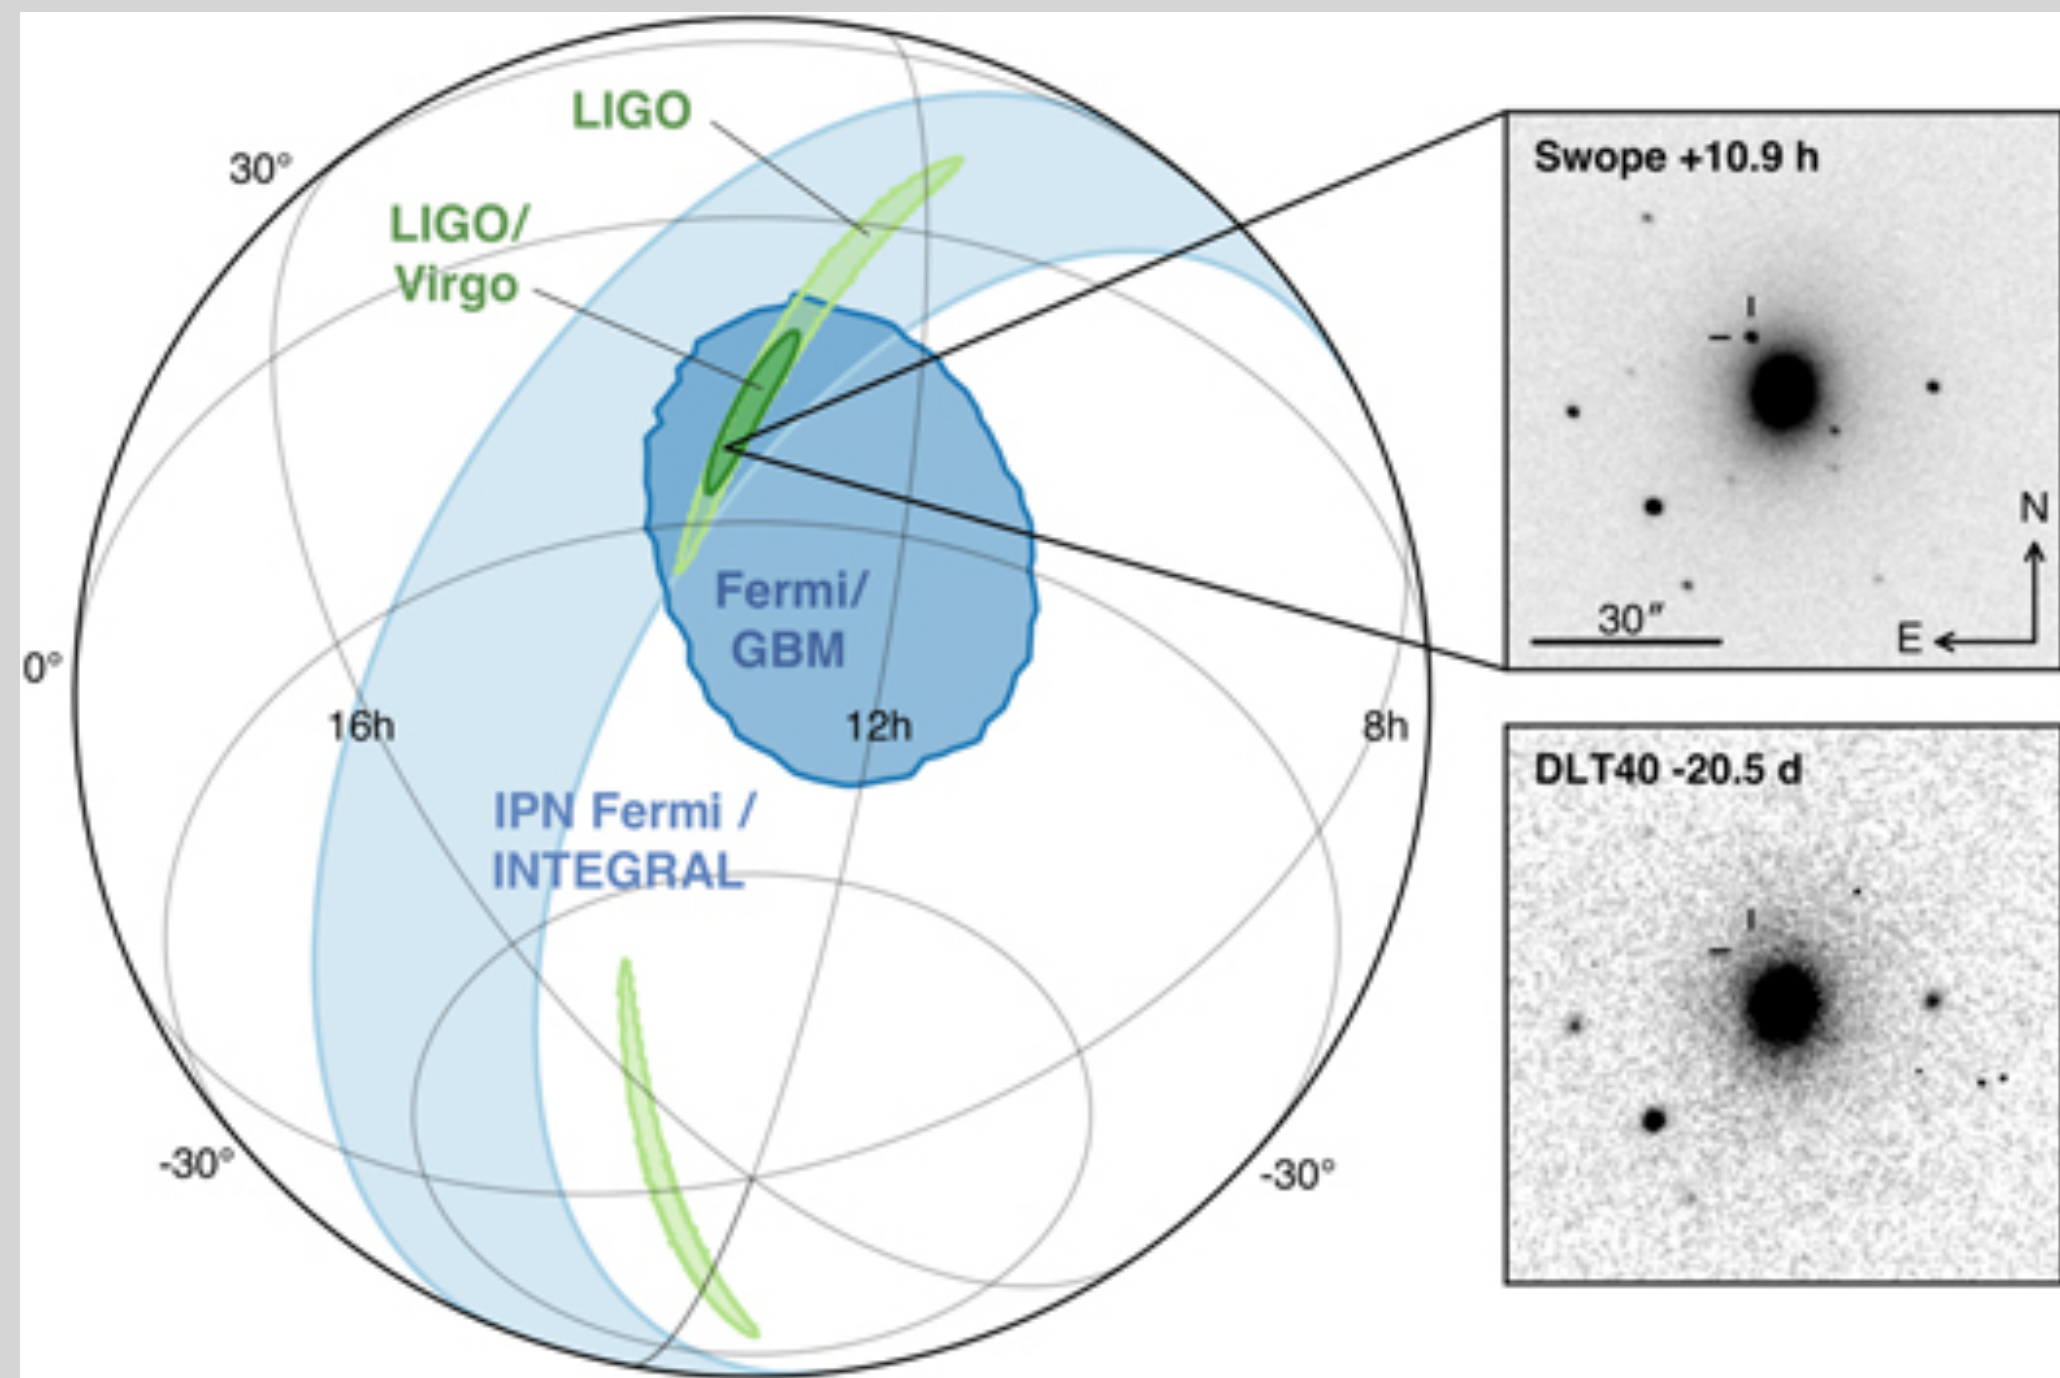 LIGO
30°
LIGO/
Virgo
Fermi/
GBM
0°
16h
12h
8h
IPN Fermi /
INTEGRAL
-30°
-30°
Swope +10.9 h
N
30″
E
DLT40 -20.5 d